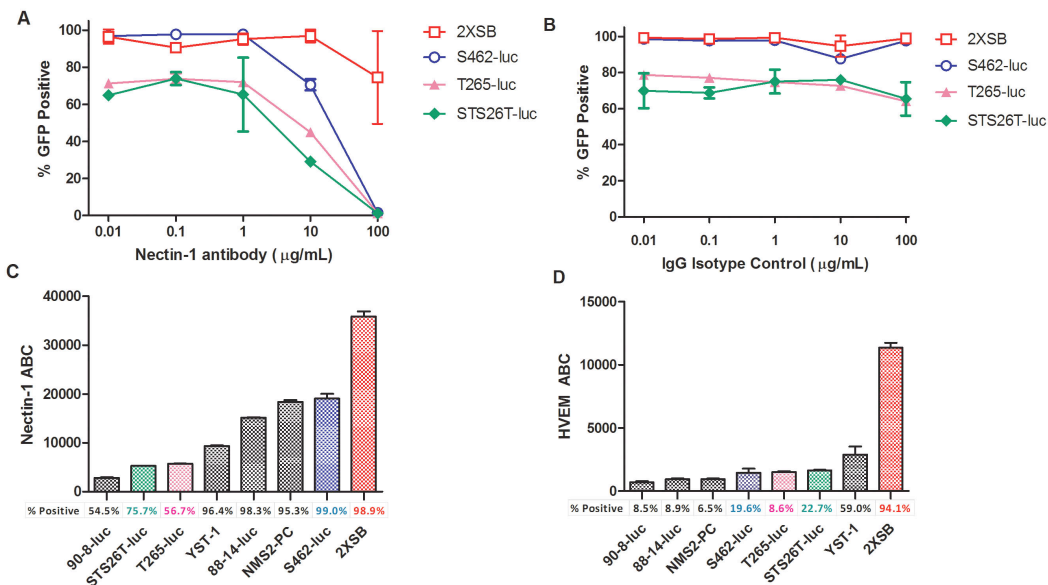 A
% GFP Positive
100
80
60
40
20
0
0.01 0.1 1 10 100
Nectin-1 antibody ( μg/mL)
2XSB
S462-luc
T265-luc
STS26T-luc
B
% GFP Positive
100
80
60
40
20
0
0.01 0.1 1 10 100
IgG Isotype Control ( μg/mL)
2XSB
S462-luc
T265-luc
STS26T-luc
C
Nectin-1 ABC
40000
30000
20000
10000
0
% Positive 54.5% 75.7% 56.7% 96.4% 98.3% 95.3% 99.0% 98.9%
90-8-luc STS26T-luc T265-luc YST-1 88-14-luc NMS2-PC S462-luc 2XSB
D
HVEM ABC
15000
10000
5000
0
% Positive 8.5% 8.9% 6.5% 19.6% 8.6% 22.7% 59.0% 94.1%
90-8-luc 88-14-luc NMS2-PC S462-luc T265-luc STS26T-luc YST-1 2XSB